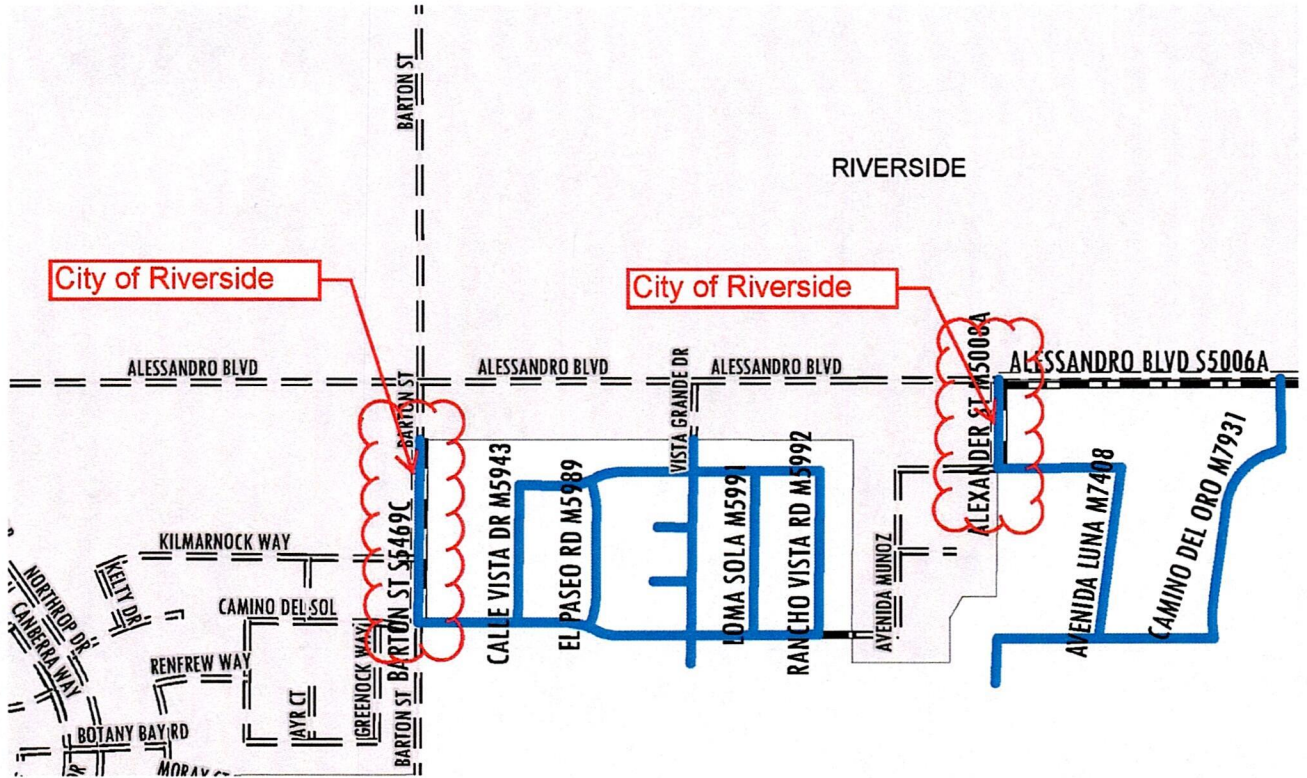 BARTON ST
RIVERSIDE
City of Riverside
City of Riverside
ALESSANDRO BLVD
ALESSANDRO BLVD
ALESSANDRO BLVD
ALESSANDRO BLVD S5006A
BARTON ST
VISTA GRANDE DR
ALEXANDER ST M5008A
CALLE VISTA DR M5943
EL PASEO RD M5989
LOMA SOLA M5991
RANCHO VISTA RD M5992
AVENIDA MUNOZ
AVENIDA LUNA M7408
CAMINO DEL ORO M7931
BARTON ST S5469C
KILMARNOCK WAY
KELTY DR
NORTHROP DR
CANBERRA WAY
CAMINO DEL SOL
RENFREW WAY
GREENOCK WAY
AYR CT
BARTON ST
BOTANY BAY RD
MORAY